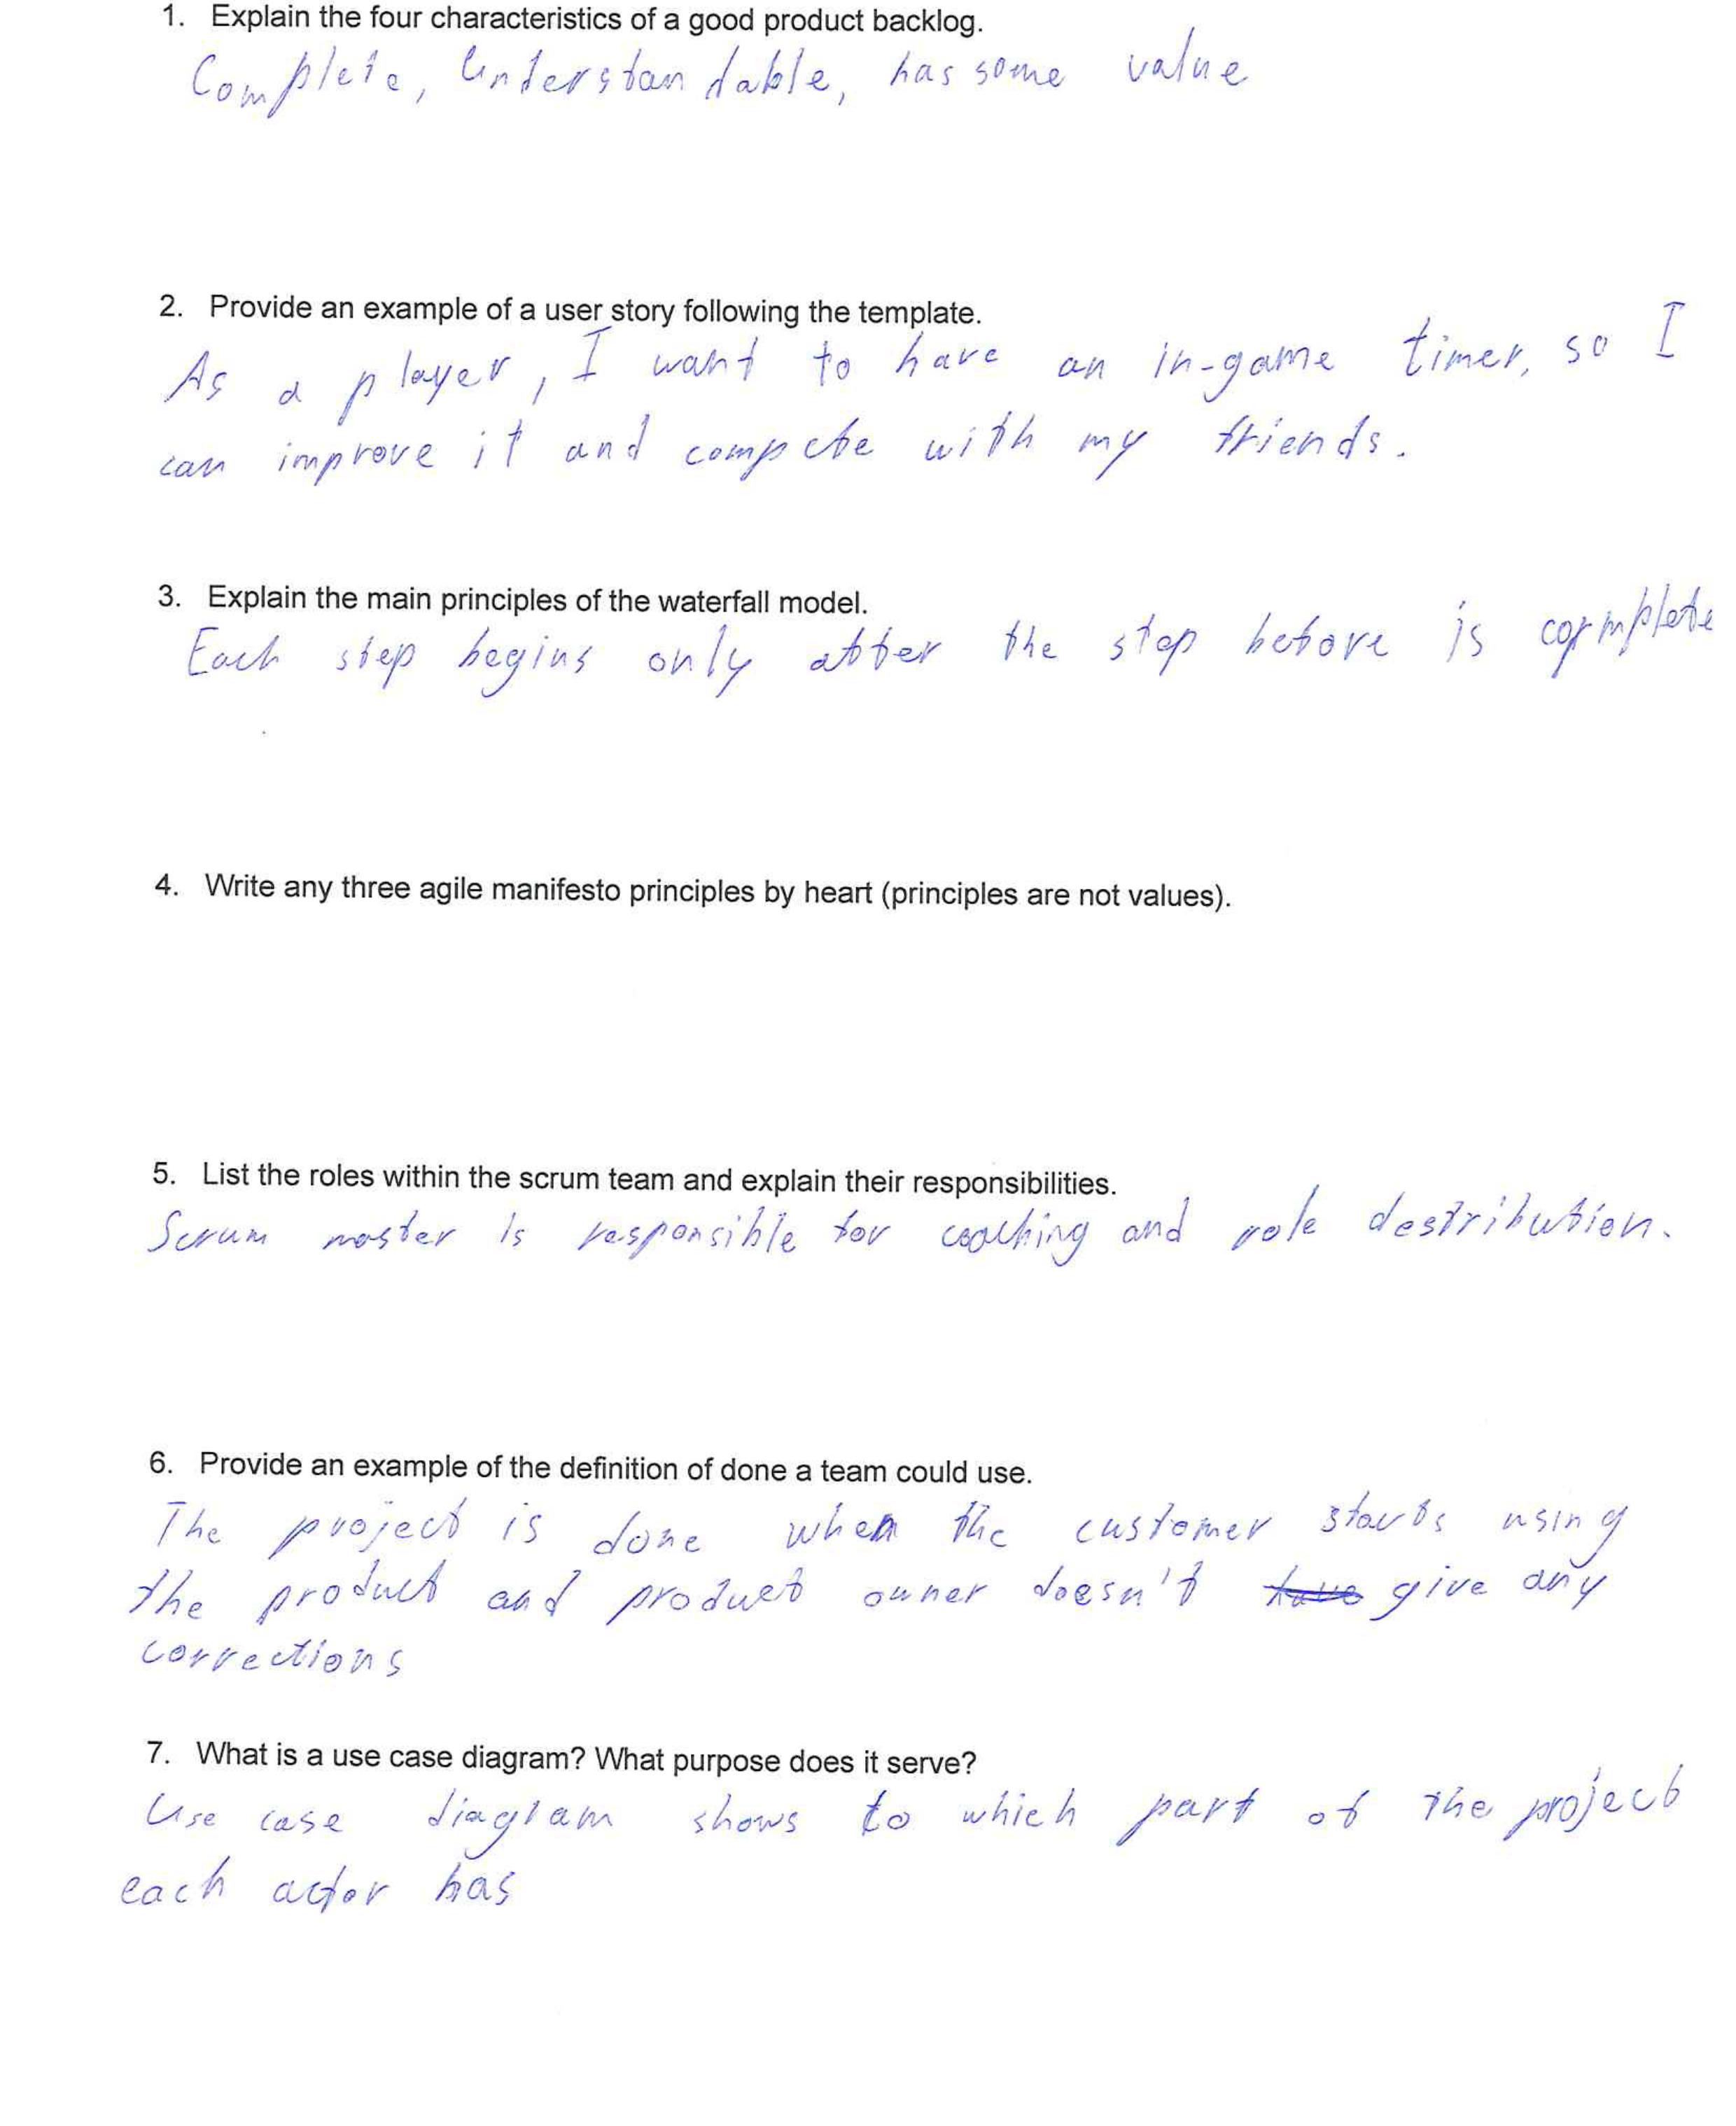 1. Explain the four characteristics of a good product backlog.
Complete, Understandable, has some value
2. Provide an example of a user story following the template.
As a player, I want to have an in-game timer, so I
can improve it and compete with my friends.
3. Explain the main principles of the waterfall model.
Each step begins only after the step before is complete
4. Write any three agile manifesto principles by heart (principles are not values).
5. List the roles within the scrum team and explain their responsibilities.
Scrum master is responsible for coaching and role destribution.
6. Provide an example of the definition of done a team could use.
The project is done when the customer starts using
the product and product owner doesn't have give any
corrections
7. What is a use case diagram? What purpose does it serve?
Use case diagram shows to which part of the project
each actor has